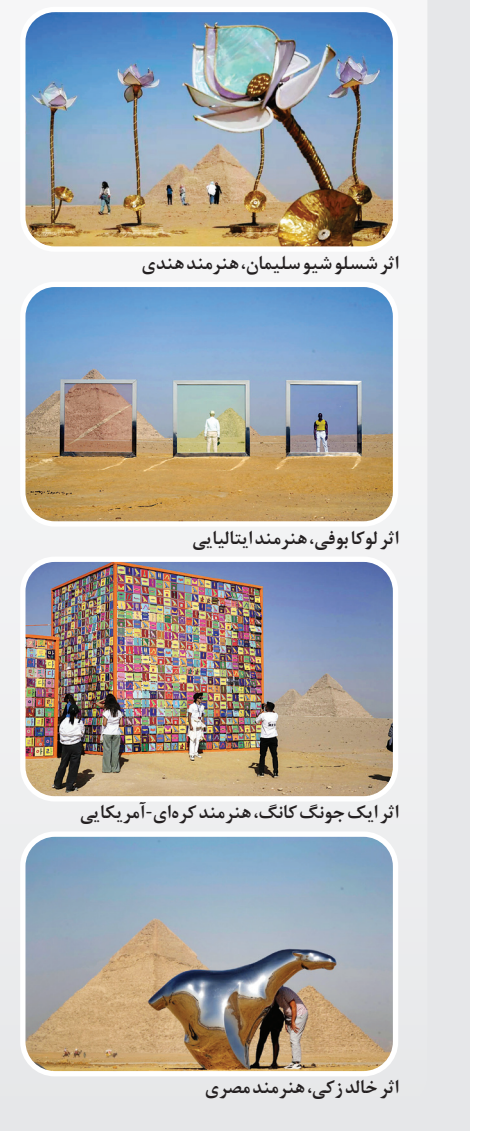 اثر شسلو شیو سلیمان، هنرمند هندی
اثر لوکا بوفی، هنرمند ایتالیایی
اثر ایک جونگ کانگ، هنرمند کره‌ای-آمریکایی
اثر خالد زکی، هنرمند مصری